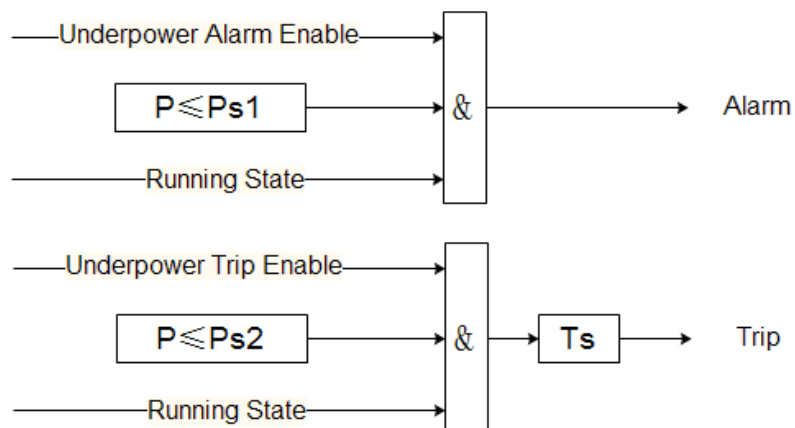 Underpower Alarm Enable
P≤Ps1
&
Alarm
Running State
Underpower Trip Enable
P≤Ps2
&
Ts
Trip
Running State